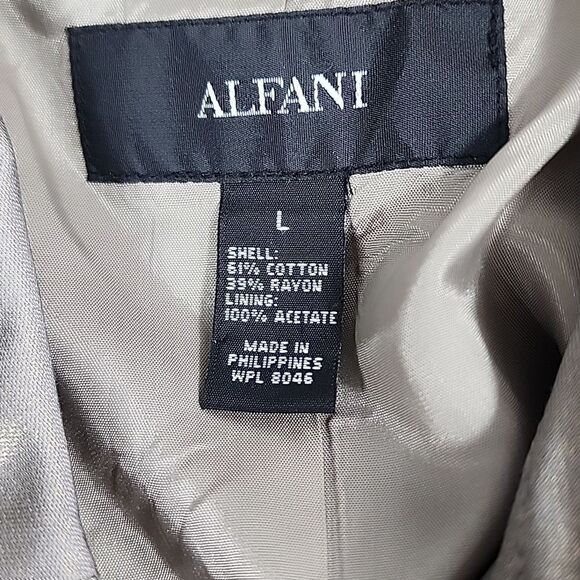 ALFANI
L
SHELL:
61% COTTON
39% RAYON
LINING:
100% ACETATE
MADE IN
PHILIPPINES
WPL 8046